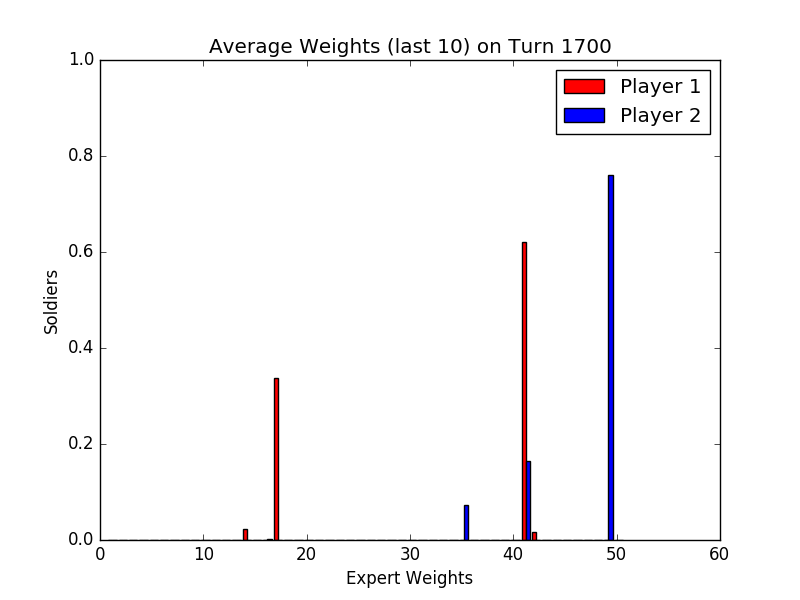 Average Weights (last 10) on Turn 1700
1.0
0.8
0.6
0.4
0.2
0.0
Soldiers
Player 1
Player 2
0 10 20 30 40 50 60
Expert Weights